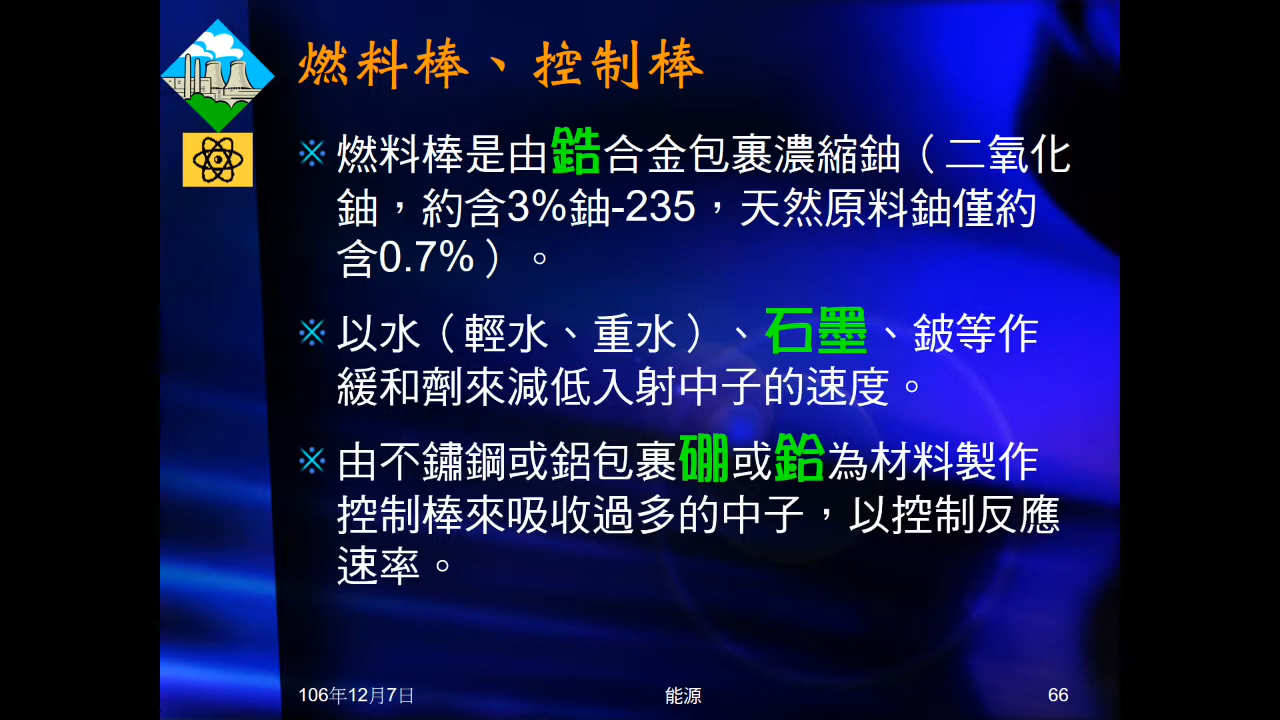 燃料棒、控制棒
※ 燃料棒是由鋯合金包裹濃縮鈾（二氧化
鈾，約含3%鈾-235，天然原料鈾僅約
含0.7%）。
※ 以水（輕水、重水）、石墨、鈹等作
緩和劑來減低入射中子的速度。
※ 由不鏽鋼或鋁包裹硼或鉿為材料製作
控制棒來吸收過多的中子，以控制反應
速率。
106年12月7日
能源
66